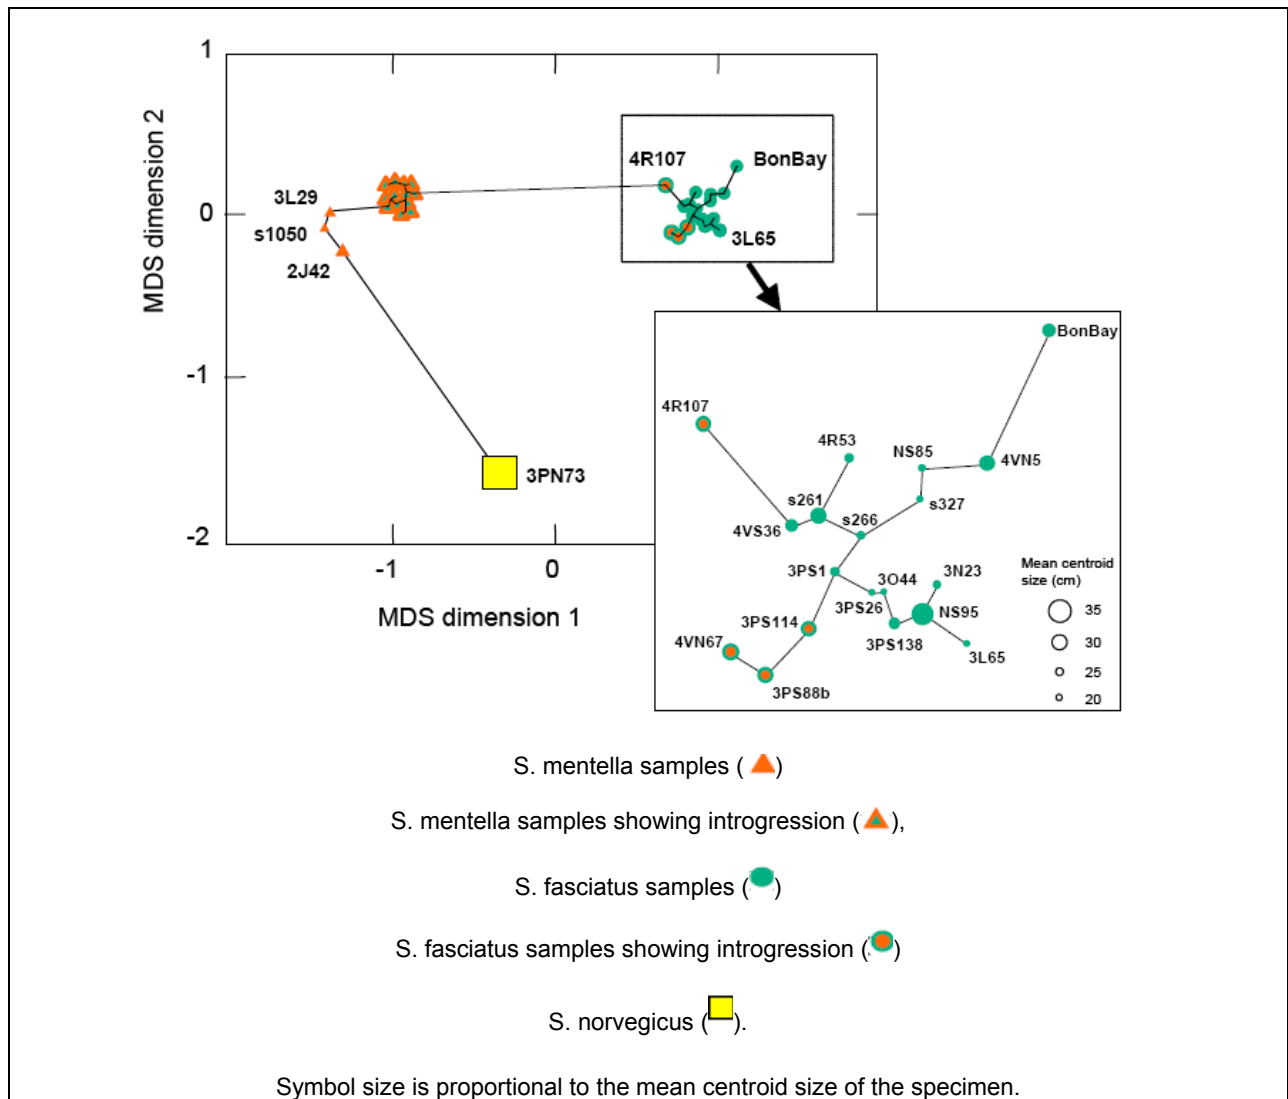 1
MDS dimension 2
4R107
BonBay
3L29
0
s1050
3L65
2J42
-1
3PN73
-2
-1
0
MDS dimension 1
BonBay
4R107
4R53
NS85
4VN5
s261
s327
4VS36
s266
3PS1
3O44
3N23
Mean centroid
size (cm)
3PS26
NS95
35
3PS114
3PS138
30
4VN67
3L65
25
3PS88b
20
S. mentella samples ( )
S. mentella samples showing introgression ( ),
S. fasciatus samples ( )
S. fasciatus samples showing introgression ( )
S. norvegicus ( ).
Symbol size is proportional to the mean centroid size of the specimen.